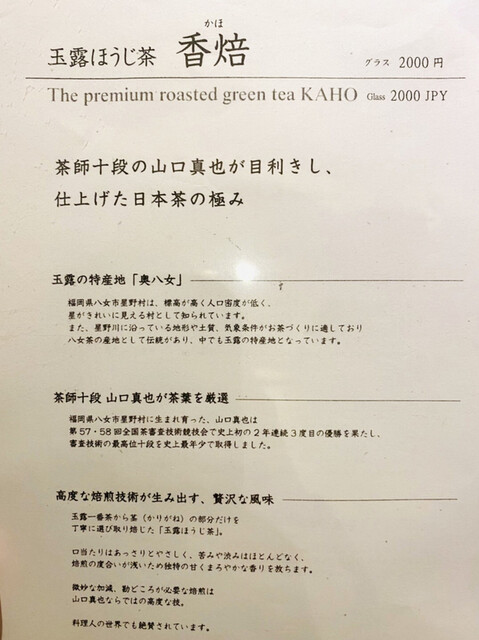 かほ
玉露ほうじ茶 香焙 グラス 2000円
The premium roasted green tea KAHO Glass 2000 JPY
茶師十段の山口真也が目利きし、
仕上げた日本茶の極み
玉露の特産地「奥八女」
福岡県八女市星野村は、標高が高く人口密度が低く、
星がきれいに見える村として知られています。
また、星野川に沿っている地形や土質、気象条件がお茶づくりに適しており
八女茶の産地として伝統があり、中でも玉露の特産地となっています。
茶師十段 山口真也が茶葉を厳選
福岡県八女市星野村に生まれ育った、山口真也は
第57・58回全国茶審査技術競技会で史上初の2年連続3度目の優勝を果たし、
審査技術の最高位十段を史上最年少で取得しました。
高度な焙煎技術が生み出す、贅沢な風味
玉露一番茶から茎（かりがね）の部分だけを
丁寧に選び取り焙じた「玉露ほうじ茶」。
口当たりはあっさりとやさしく、苦みや渋みはほとんどなく、
焙煎の度合いが浅いため独特の甘くまろやかな香りを放ちます。
微妙な加減、勘どころが必要な焙煎は
山口真也ならではの高度な技。
料理人の世界でも絶賛されています。